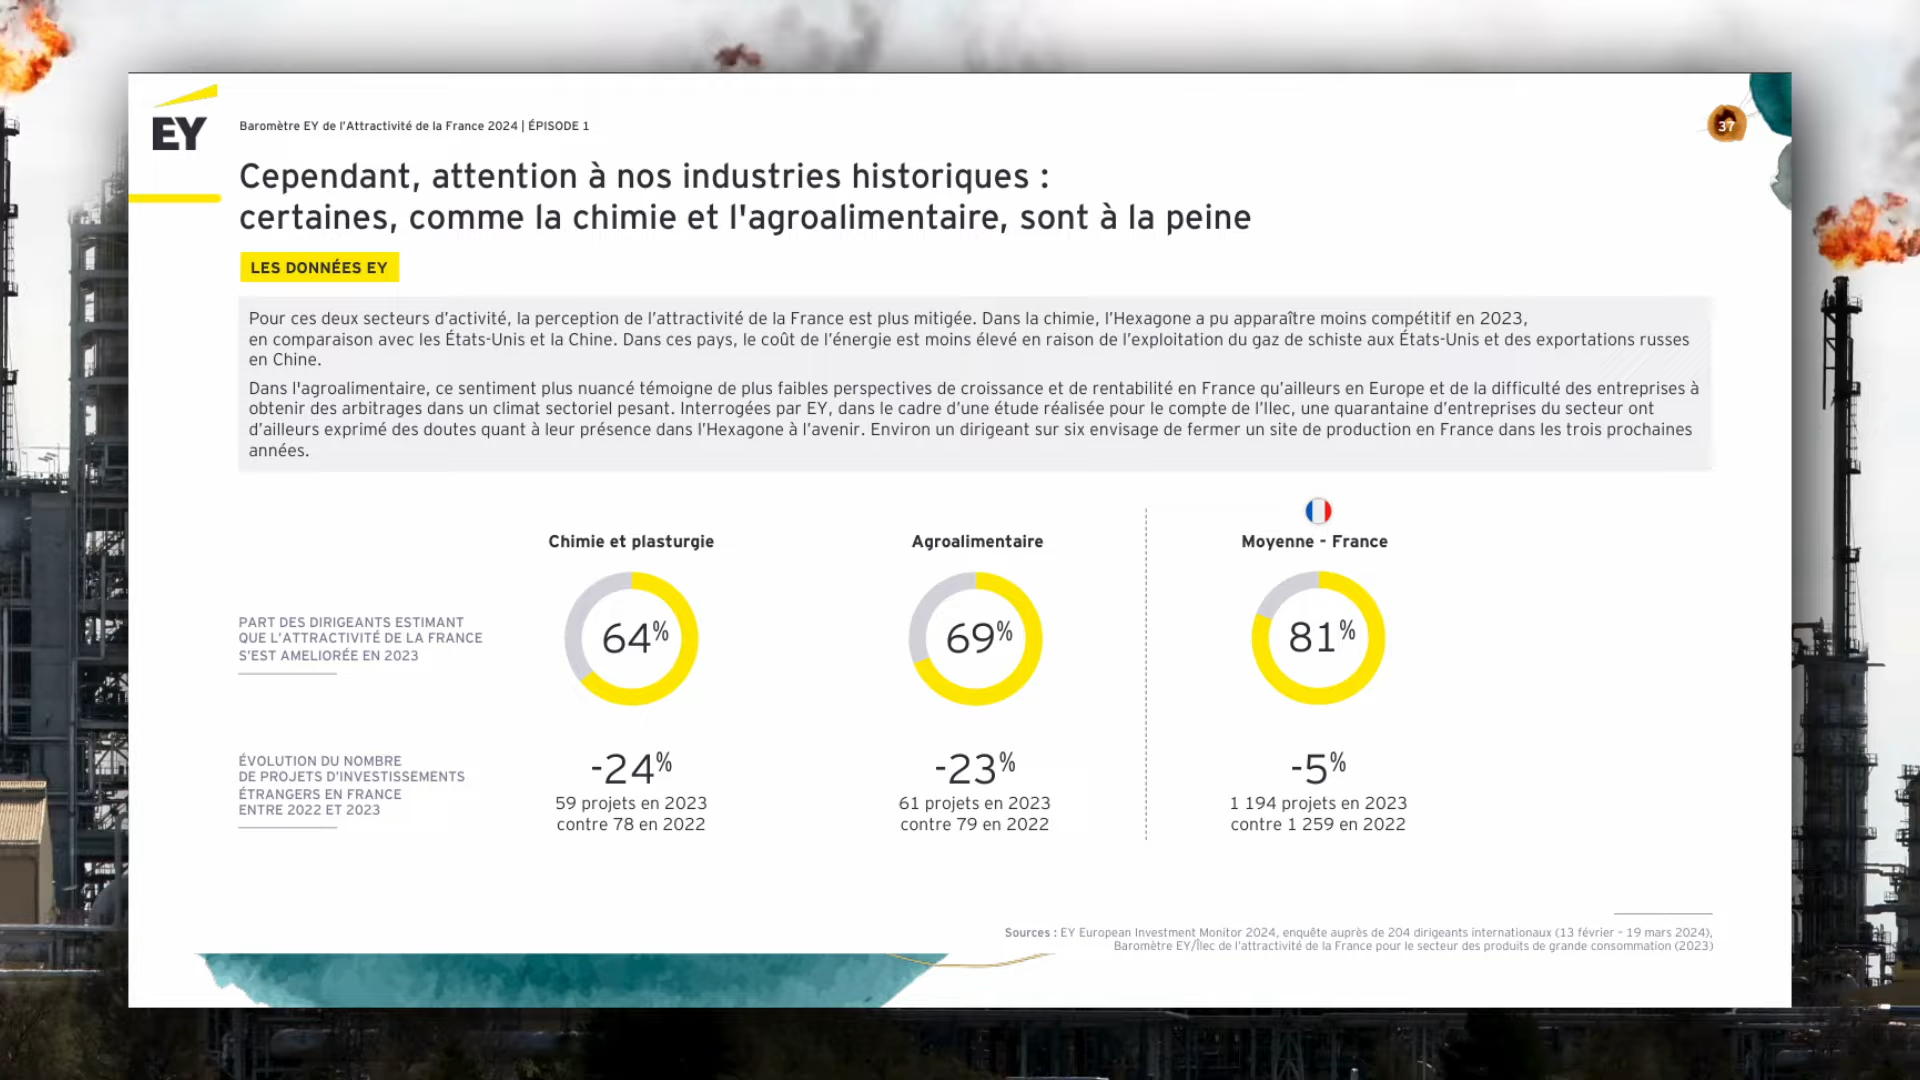 EY
Baromètre EY de l'Attractivité de la France 2024 | ÉPISODE 1
37
Cependant, attention à nos industries historiques :
certaines, comme la chimie et l'agroalimentaire, sont à la peine
LES DONNÉES EY
Pour ces deux secteurs d'activité, la perception de l'attractivité de la France est plus mitigée. Dans la chimie, l'Hexagone a pu apparaître moins compétitif en 2023,
en comparaison avec les États-Unis et la Chine. Dans ces pays, le coût de l'énergie est moins élevé en raison de l'exploitation du gaz de schiste aux États-Unis et des exportations russes
en Chine.
Dans l'agroalimentaire, ce sentiment plus nuancé témoigne de plus faibles perspectives de croissance et de rentabilité en France qu'ailleurs en Europe et de la difficulté des entreprises à
obtenir des arbitrages dans un climat sectoriel pesant. Interrogées par EY, dans le cadre d'une étude réalisée pour le compte de l'Ilec, une quarantaine d'entreprises du secteur ont
d'ailleurs exprimé des doutes quant à leur présence dans l'Hexagone à l'avenir. Environ un dirigeant sur six envisage de fermer un site de production en France dans les trois prochaines
années.
Chimie et plasturgie
Agroalimentaire
Moyenne - France
PART DES DIRIGEANTS ESTIMANT
QUE L'ATTRACTIVITÉ DE LA FRANCE
S'EST AMELIORÉE EN 2023
64%
69%
81%
ÉVOLUTION DU NOMBRE
DE PROJETS D'INVESTISSEMENTS
ÉTRANGERS EN FRANCE
ENTRE 2022 ET 2023
-24%
59 projets en 2023
contre 78 en 2022
-23%
61 projets en 2023
contre 79 en 2022
-5%
1 194 projets en 2023
contre 1 259 en 2022
Sources : EY European Investment Monitor 2024, enquête auprès de 204 dirigeants internationaux (13 février - 19 mars 2024),
Baromètre EY/Îlec de l'attractivité de la France pour le secteur des produits de grande consommation (2023)